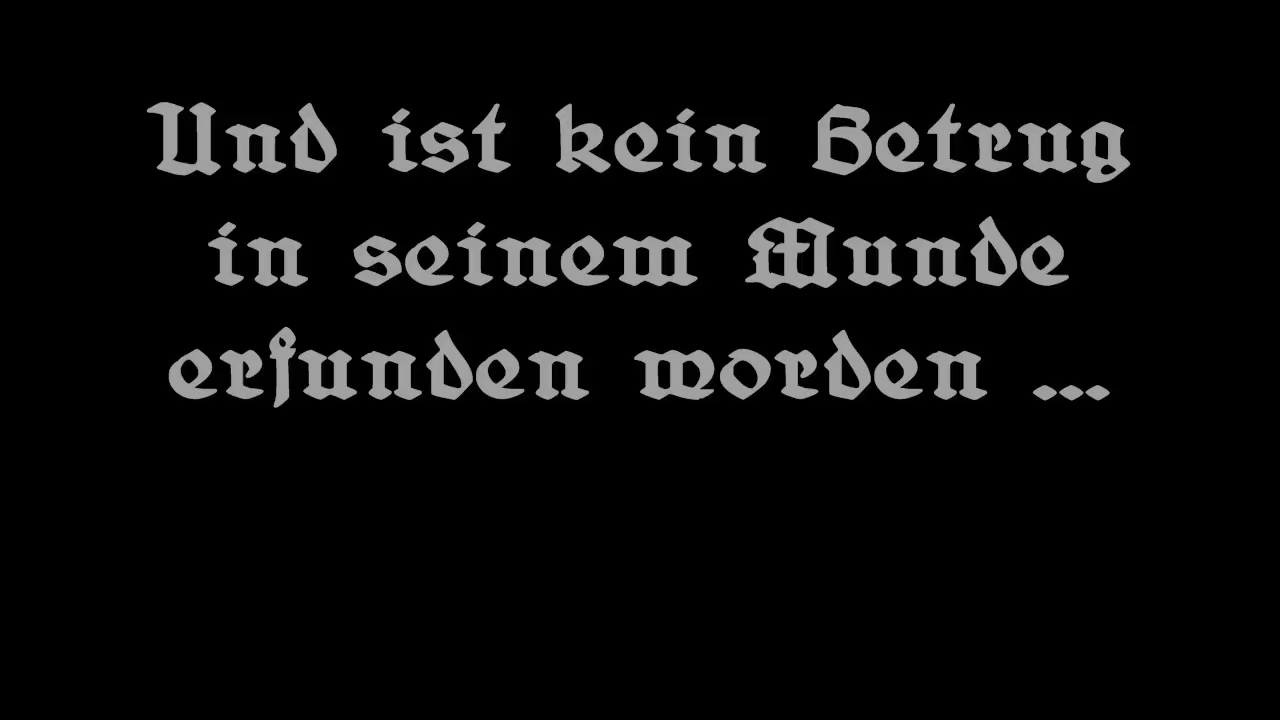 Und ist kein Betrug
in seinem Munde
erfunden worden ...